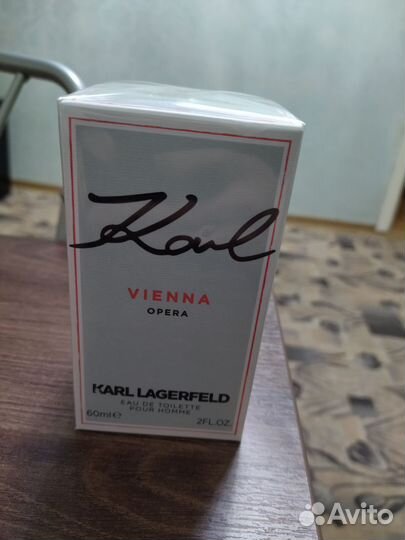 Karl
VIENNA
OPERA
KARL LAGERFELD
EAU DE TOILETTE
POUR HOMME
60ml℮ 2FL.OZ.
Avito